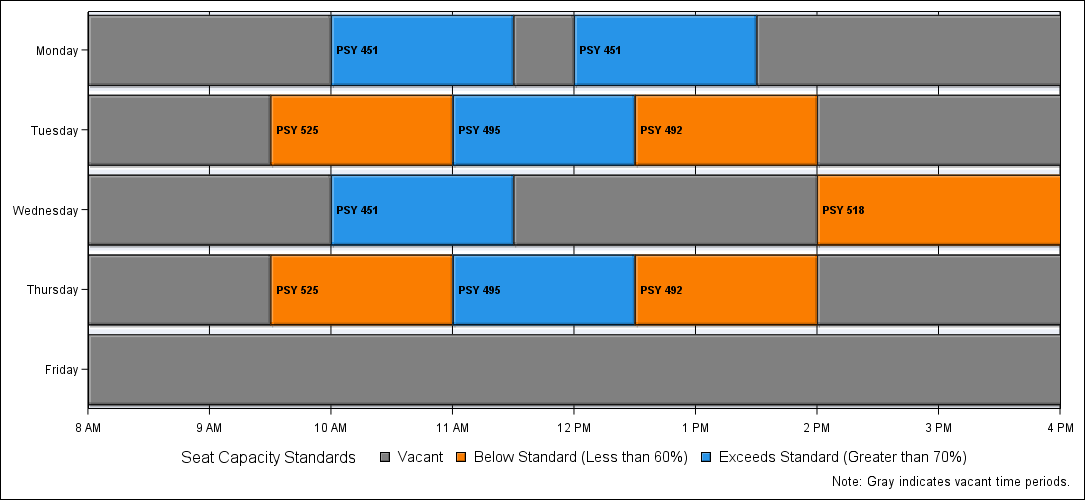 Monday
PSY 451
PSY 451
Tuesday
PSY 525
PSY 495
PSY 492
Wednesday
PSY 451
PSY 518
Thursday
PSY 525
PSY 495
PSY 492
Friday
8 AM 9 AM 10 AM 11 AM 12 PM 1 PM 2 PM 3 PM 4 PM
Seat Capacity Standards Vacant Below Standard (Less than 60%) Exceeds Standard (Greater than 70%)
Note: Gray indicates vacant time periods.